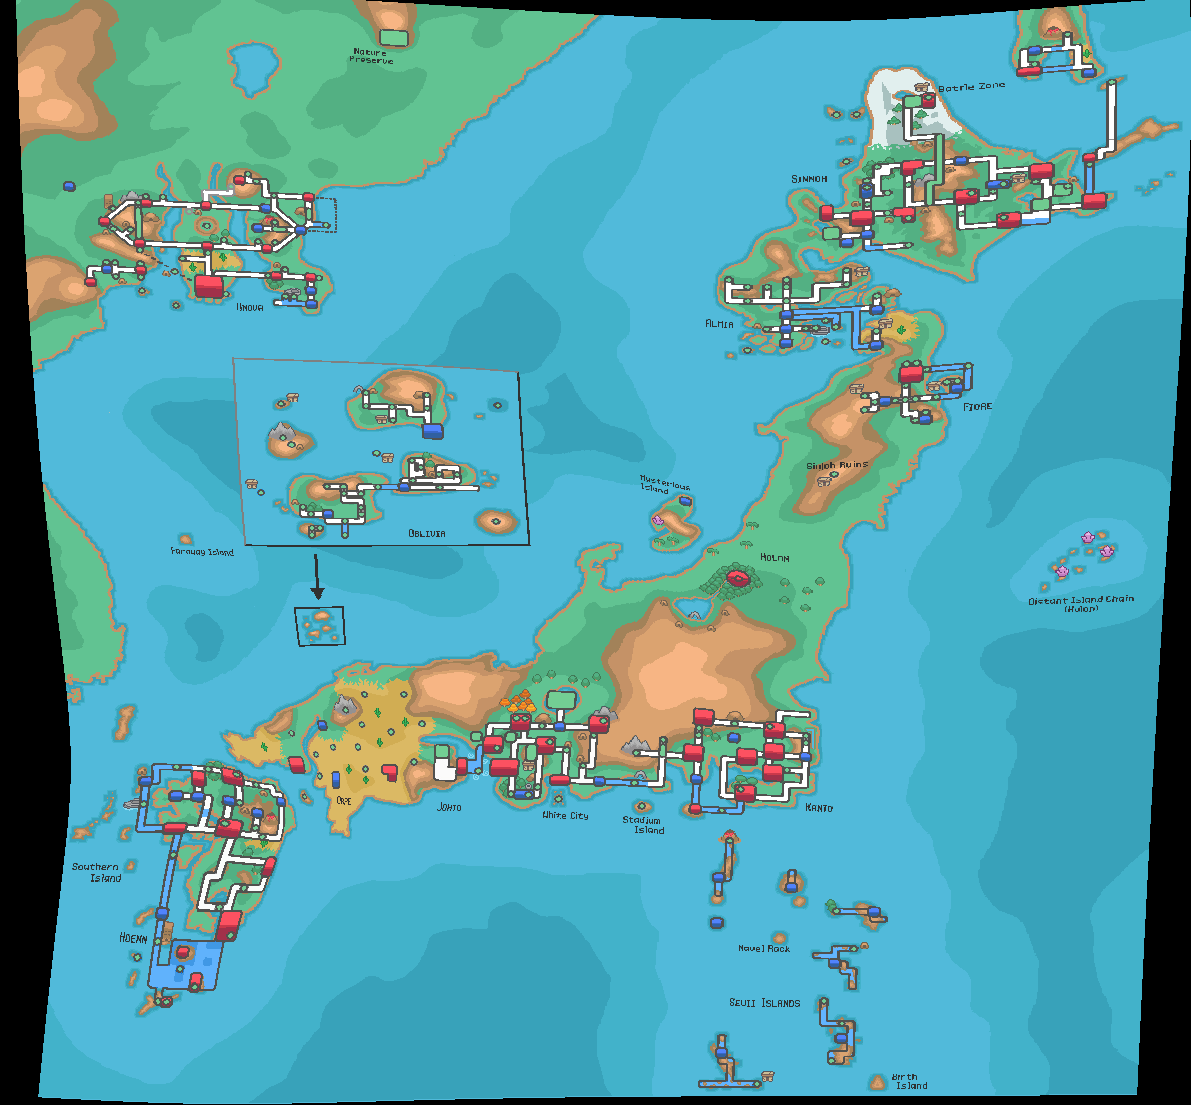 Nature
Preserve
Battle Zone
Sinnoh
Unova
Almia
Fiore
Sinjoh Ruins
Mysterious
Island
Oblivia
Faraway Island
Holon
Distant Island Chain
(Holon)
Orre
Johto
White City
Stadium
Island
Kanto
Southern
Island
Hoenn
Navel Rock
Sevii Islands
Birth
Island